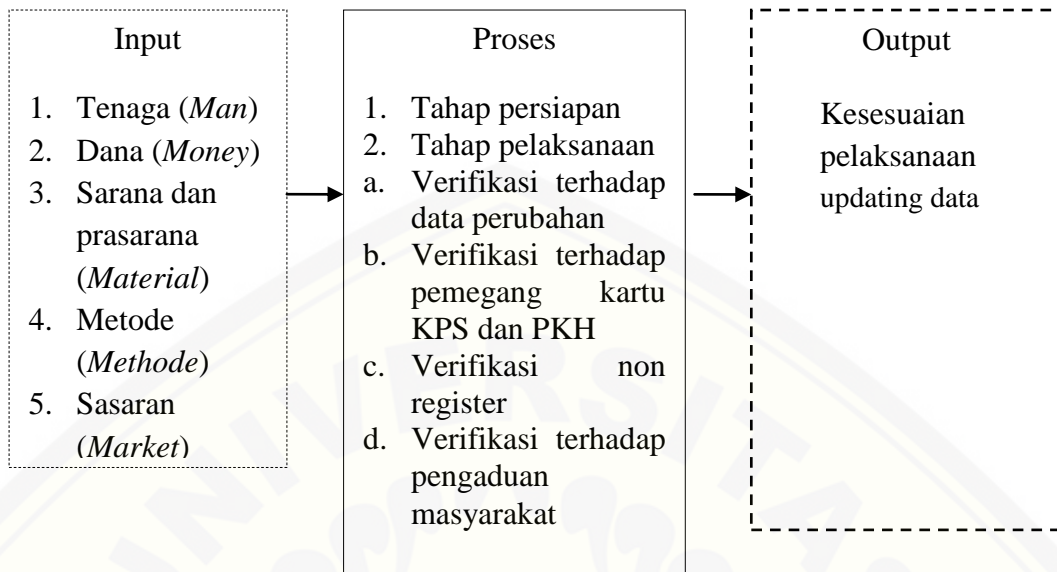 Input
1. Tenaga (Man)
2. Dana (Money)
3. Sarana dan
prasarana
(Material)
4. Metode
(Methode)
5. Sasaran
(Market)
Proses
1. Tahap persiapan
2. Tahap pelaksanaan
a. Verifikasi terhadap
data perubahan
b. Verifikasi terhadap
pemegang kartu
KPS dan PKH
c. Verifikasi non
register
d. Verifikasi terhadap
pengaduan
masyarakat
Output
Kesesuaian
pelaksanaan
updating data